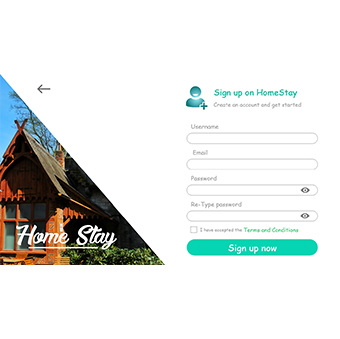 Sign up on HomeStay
Create an account and get started
Username
Email
Password
Re-Type password
I have accepted the Terms and Conditions
Sign up now
Home Stay